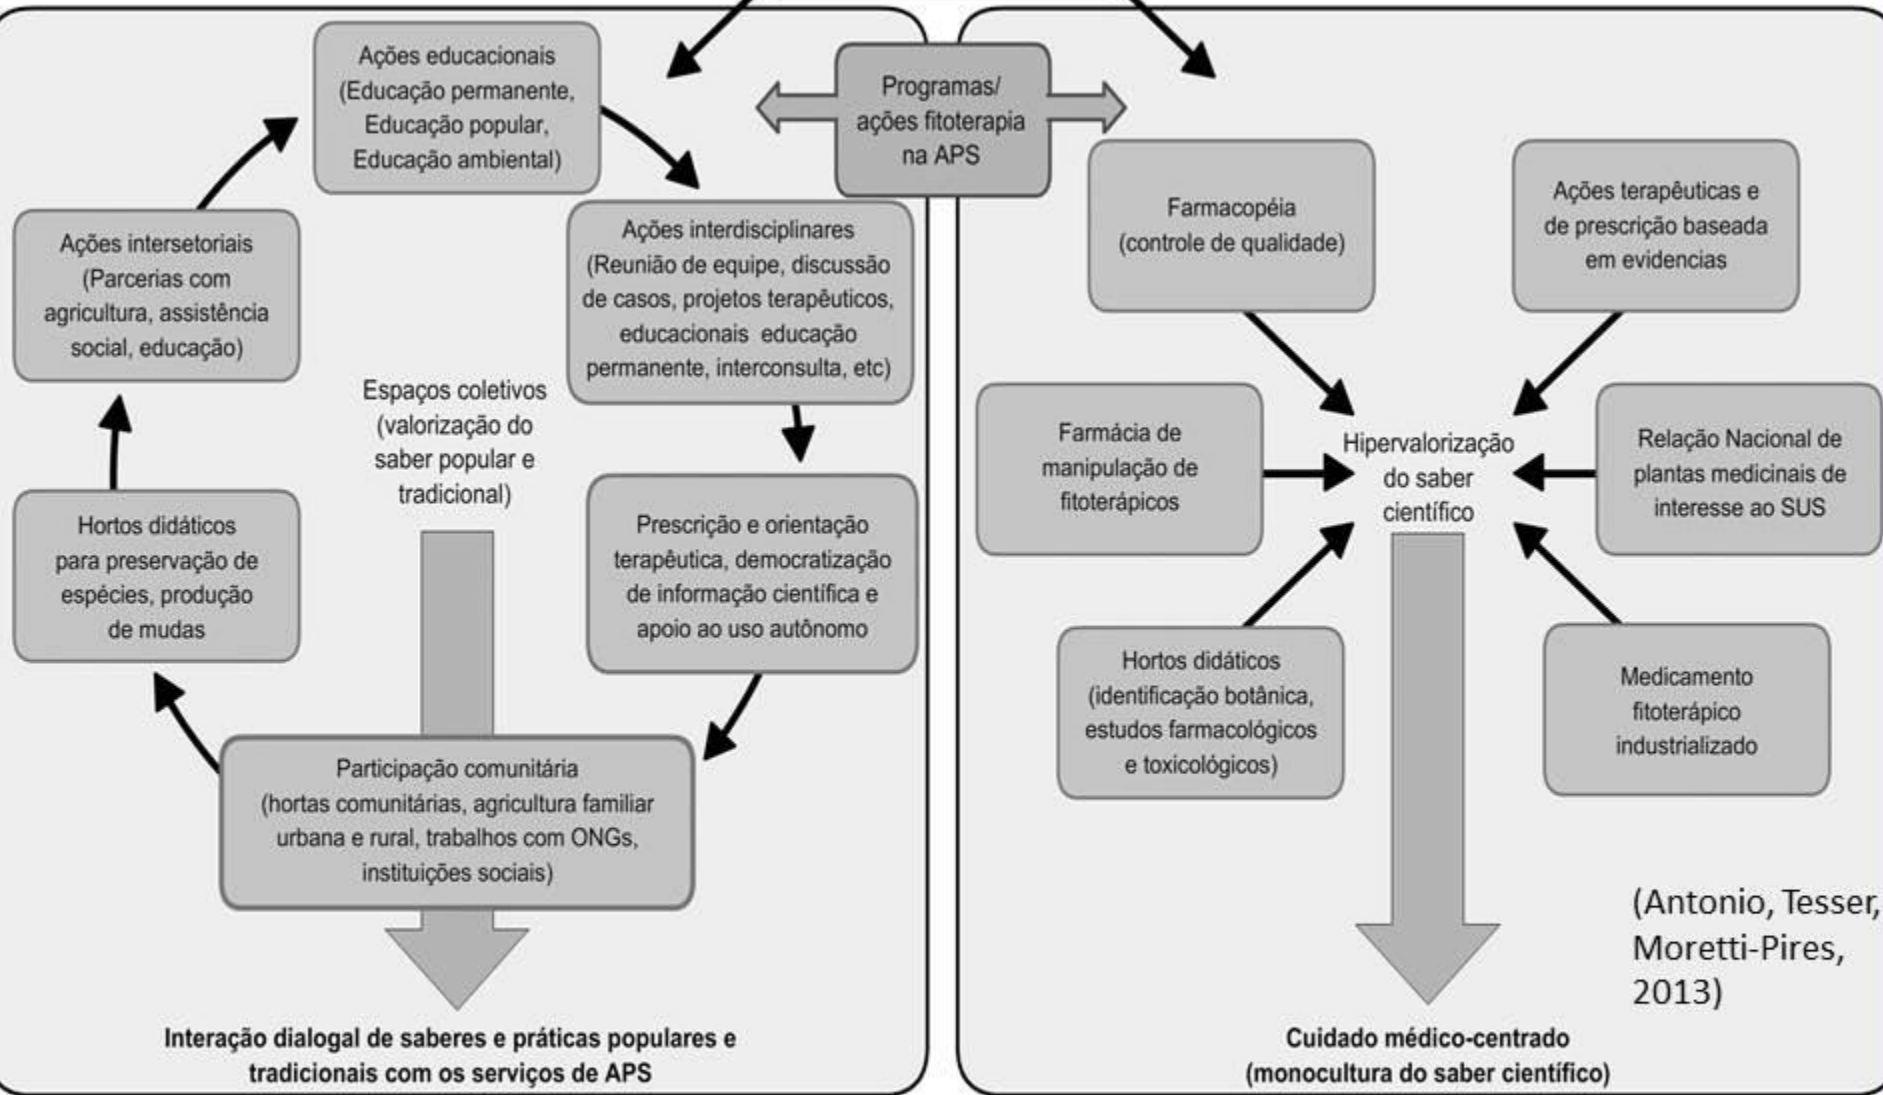 Ações educacionais
(Educação permanente,
Educação popular,
Educação ambiental)
Programas/
ações fitoterapia
na APS
Ações intersetoriais
(Parcerias com
agricultura, assistência
social, educação)
Ações interdisciplinares
(Reunião de equipe, discussão
de casos, projetos terapêuticos,
educacionais educação
permanente, interconsulta, etc)
Espaços coletivos
(valorização do
saber popular e
tradicional)
Hortos didáticos
para preservação de
espécies, produção
de mudas
Prescrição e orientação
terapêutica, democratização
de informação científica e
apoio ao uso autônomo
Participação comunitária
(hortas comunitárias, agricultura familiar
urbana e rural, trabalhos com ONGs,
instituições sociais)
Interação dialogal de saberes e práticas populares e
tradicionais com os serviços de APS
Farmacopéia
(controle de qualidade)
Ações terapêuticas e
de prescrição baseada
em evidencias
Farmácia de
manipulação de
fitoterápicos
Hipervalorização
do saber
científico
Relação Nacional de
plantas medicinais de
interesse ao SUS
Hortos didáticos
(identificação botânica,
estudos farmacológicos
e toxicológicos)
Medicamento
fitoterápico
industrializado
(Antonio, Tesser,
Moretti-Pires,
2013)
Cuidado médico-centrado
(monocultura do saber científico)